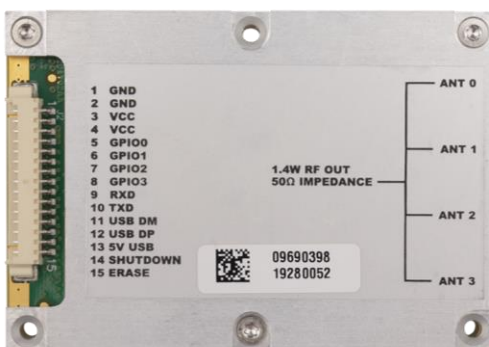 1 GND
2 GND
3 VCC
4 VCC
5 GPIO0
6 GPIO1
7 GPIO2
8 GPIO3
9 RXD
10 TXD
11 USB DM
12 USB DP
13 5V USB
14 SHUTDOWN
15 ERASE
1.4W RF OUT
50Ω IMPEDANCE
ANT 0
ANT 1
ANT 2
ANT 3
09690398
19280052
15